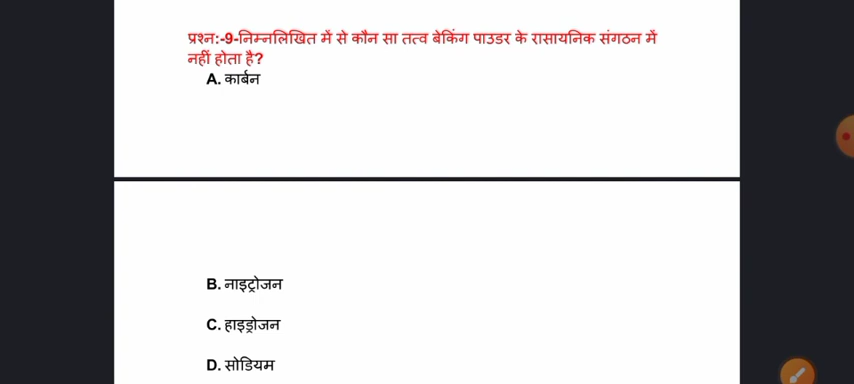 प्रश्न:-9-निम्नलिखित में से कौन सा तत्व बेकिंग पाउडर के रासायनिक संगठन में
नहीं होता है?
A. कार्बन
B. नाइट्रोजन
C. हाइड्रोजन
D. सोडियम